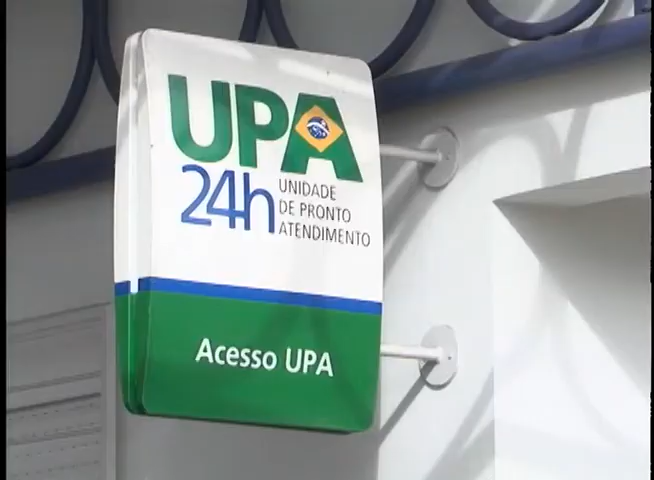 UPA
24h UNIDADE
DE PRONTO
ATENDIMENTO
Acesso UPA